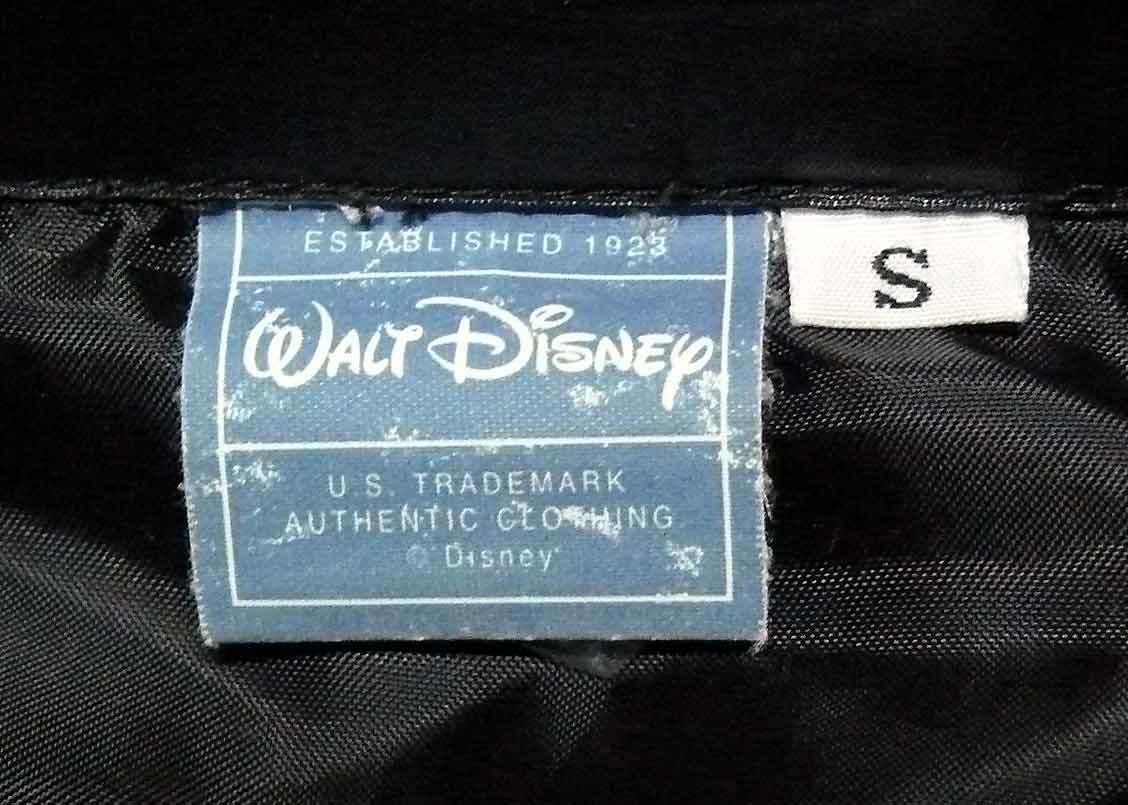 ESTABLISHED 1923
WALT DISNEY
S
U.S. TRADEMARK
AUTHENTIC CLOTHING
© Disney